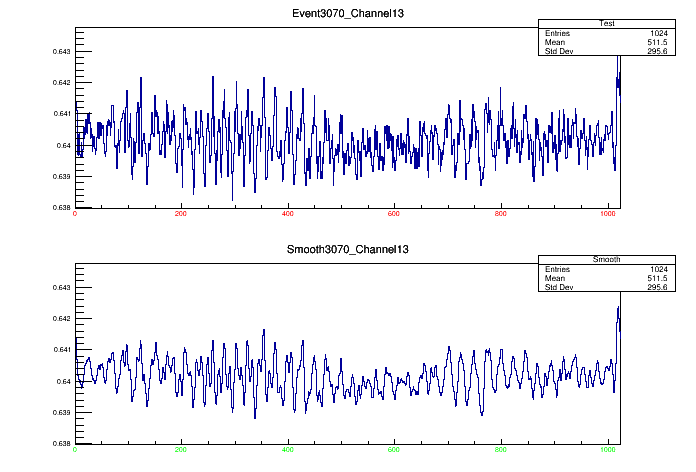 Event3070_Channel13
Test
Entries 1024
Mean 511.5
Std Dev 295.6
0.643
0.642
0.641
0.64
0.639
0.638
0 200 400 600 800 1000
Smooth3070_Channel13
Smooth
Entries 1024
Mean 511.5
Std Dev 295.6
0.643
0.642
0.641
0.64
0.639
0.638
0 200 400 600 800 1000